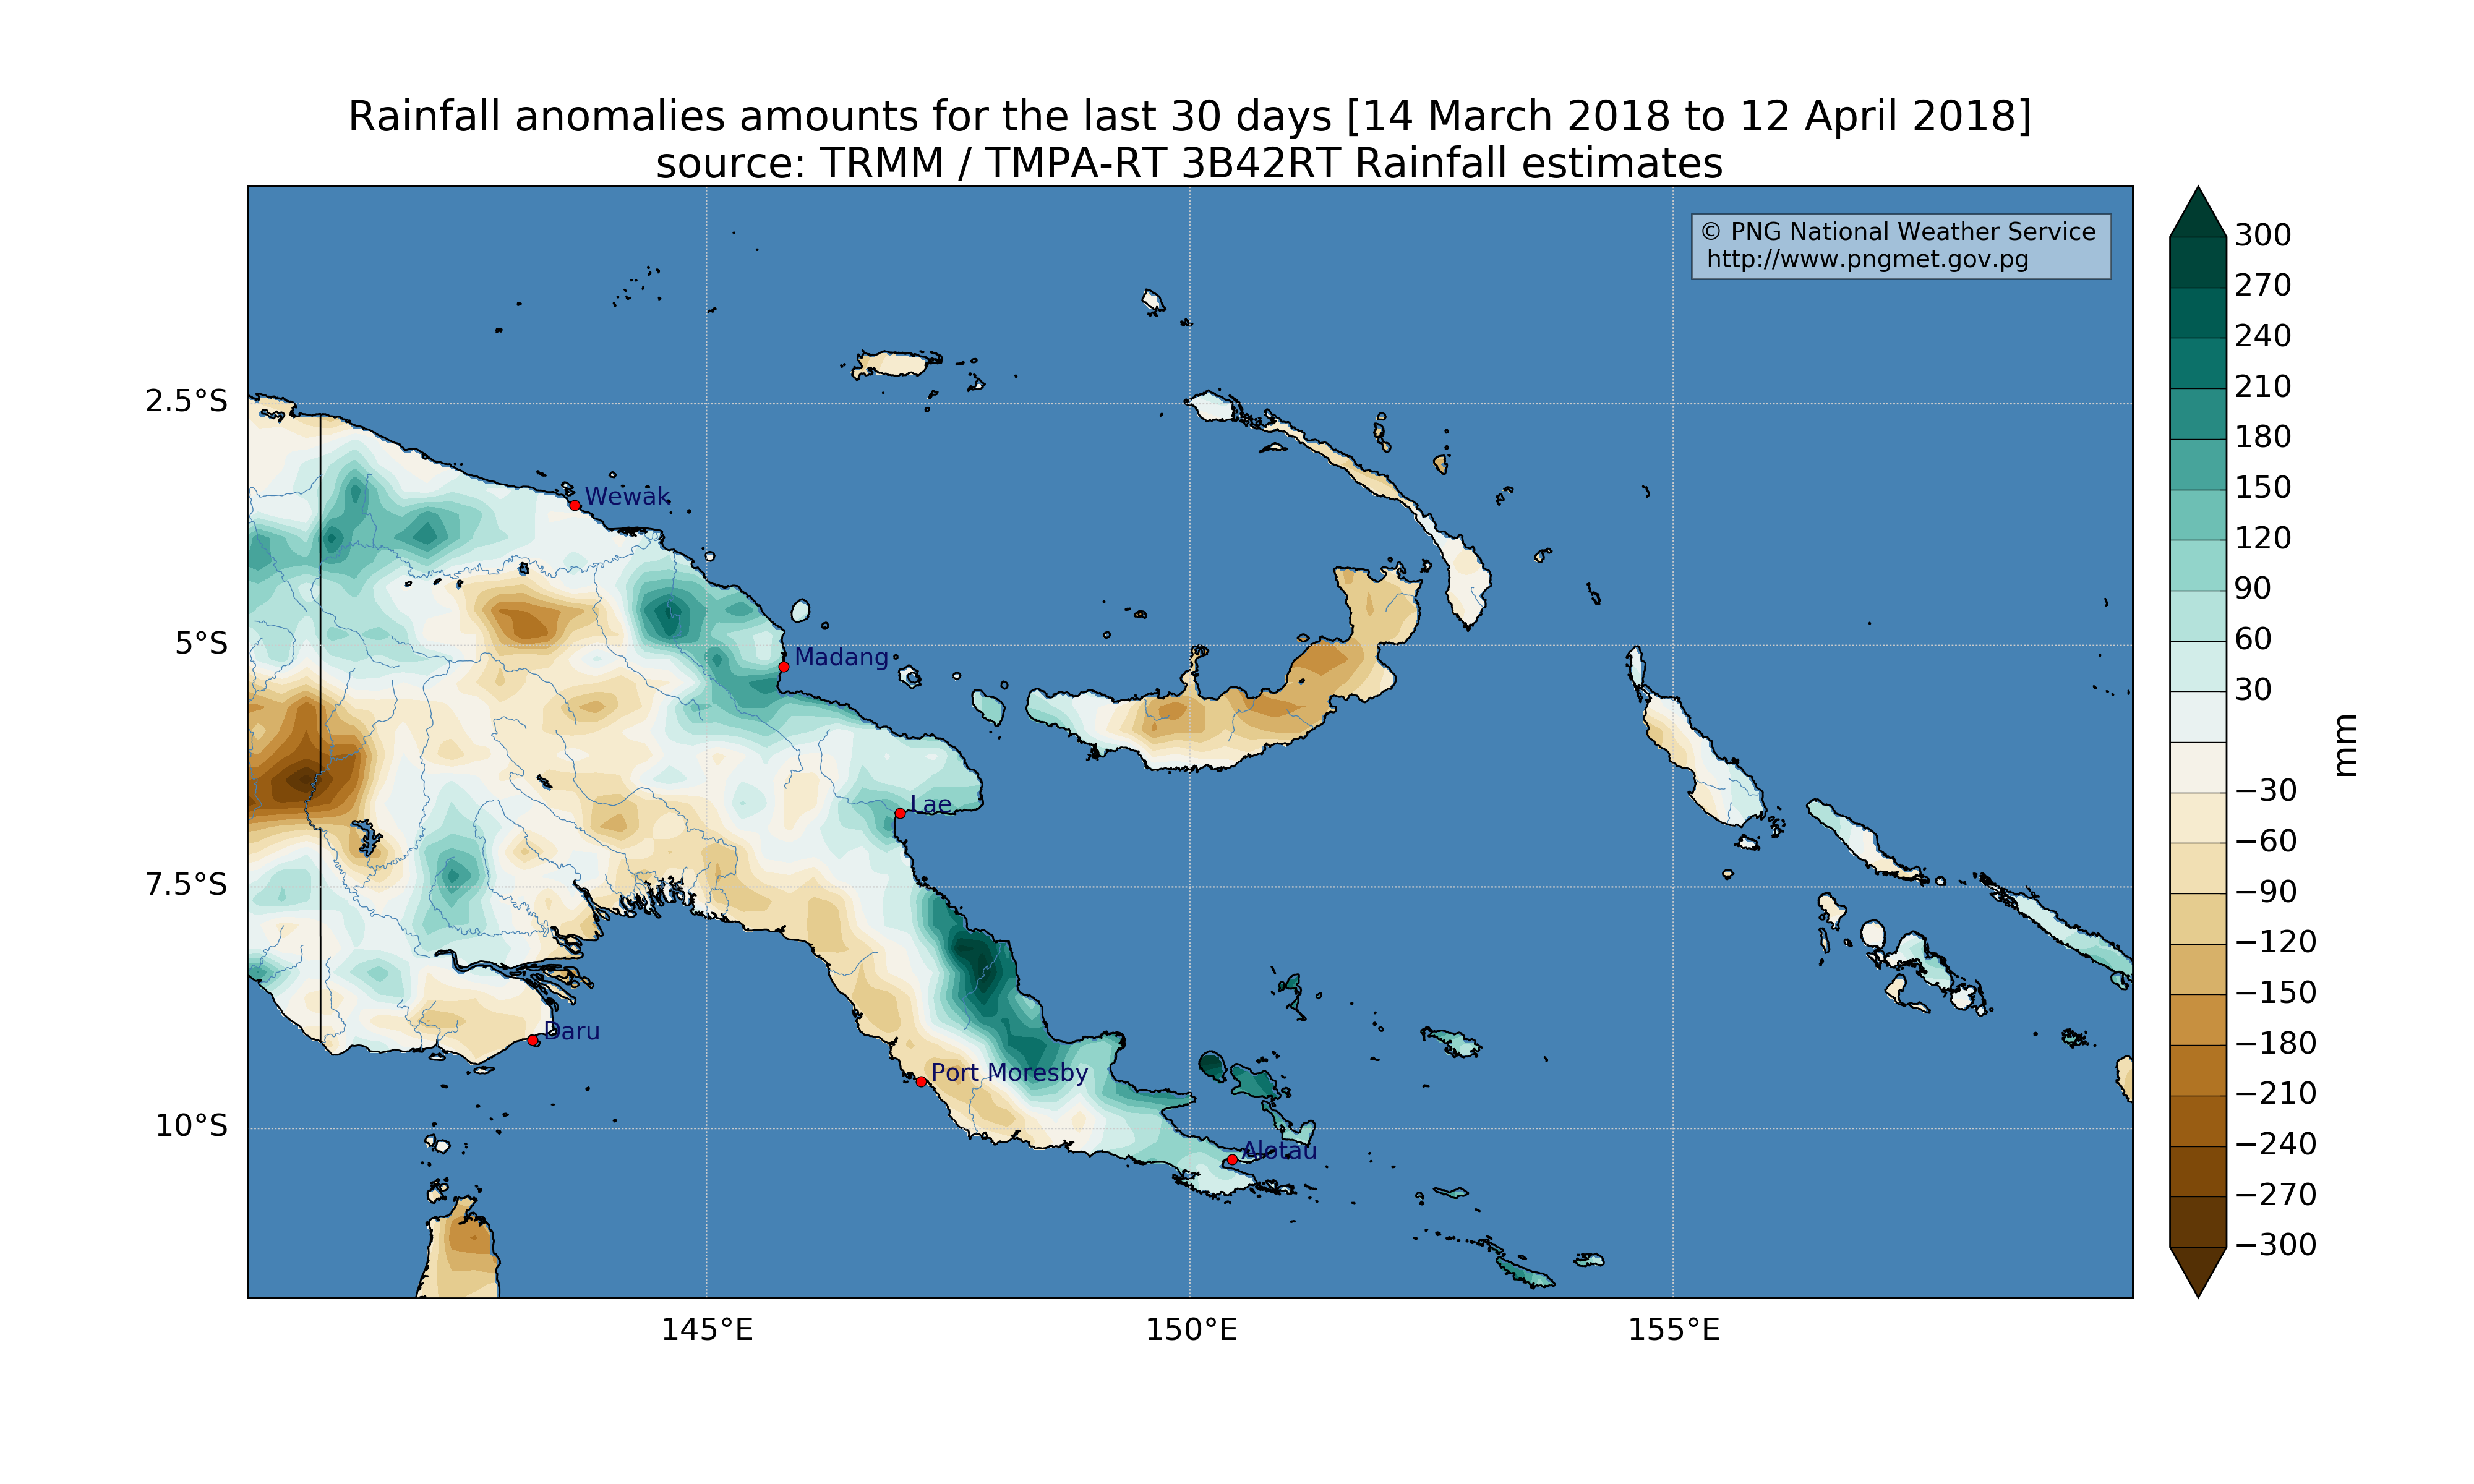 Rainfall anomalies amounts for the last 30 days [14 March 2018 to 12 April 2018]
source: TRMM / TMPA-RT 3B42RT Rainfall estimates
© PNG National Weather Service
http://www.pngmet.gov.pg
2.5°S
5°S
7.5°S
10°S
145°E
150°E
155°E
Wewak
Madang
Lae
Daru
Port Moresby
Alotau
300
270
240
210
180
150
120
90
60
30
−30
−60
−90
−120
−150
−180
−210
−240
−270
−300
mm